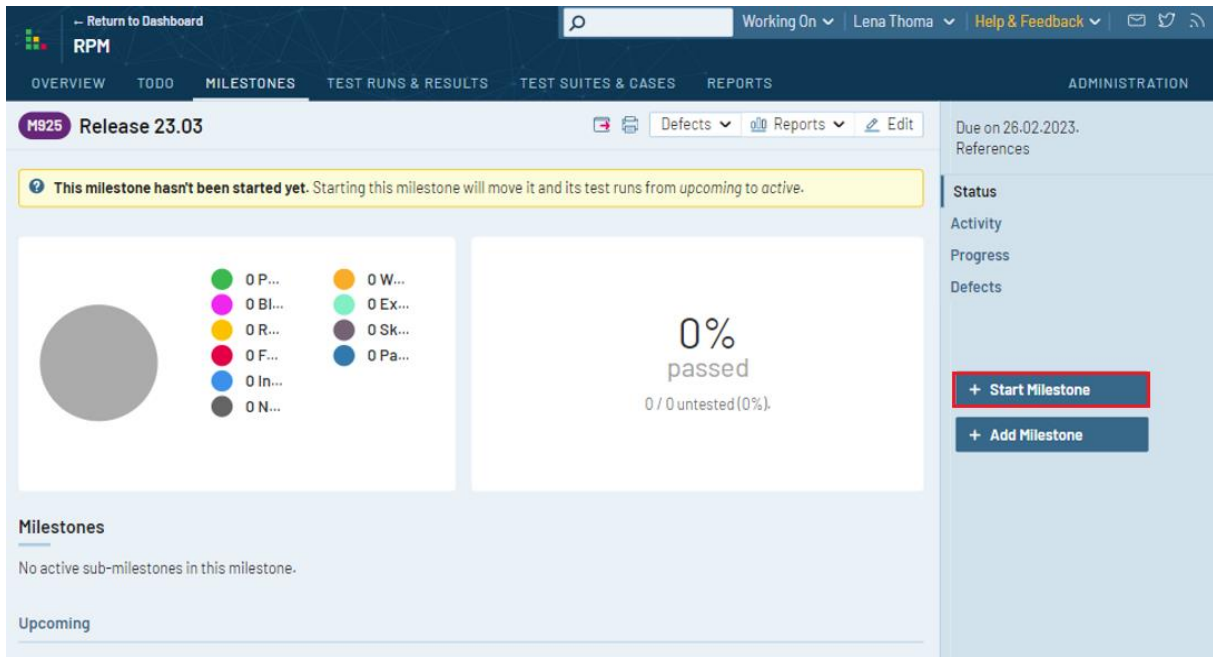 ← Return to Dashboard
RPM
Working On
Lena Thoma
Help & Feedback
OVERVIEW TODO MILESTONES TEST RUNS & RESULTS TEST SUITES & CASES REPORTS ADMINISTRATION
M925 Release 23.03
Defects Reports Edit
Due on 26.02.2023.
References
This milestone hasn't been started yet. Starting this milestone will move it and its test runs from upcoming to active.
Status
Activity
Progress
Defects
0 P... 0 W...
0 Bl... 0 Ex...
0 R... 0 Sk...
0 F... 0 Pa...
0 In...
0 N...
0%
passed
0 / 0 untested (0%).
+ Start Milestone
+ Add Milestone
Milestones
No active sub-milestones in this milestone.
Upcoming